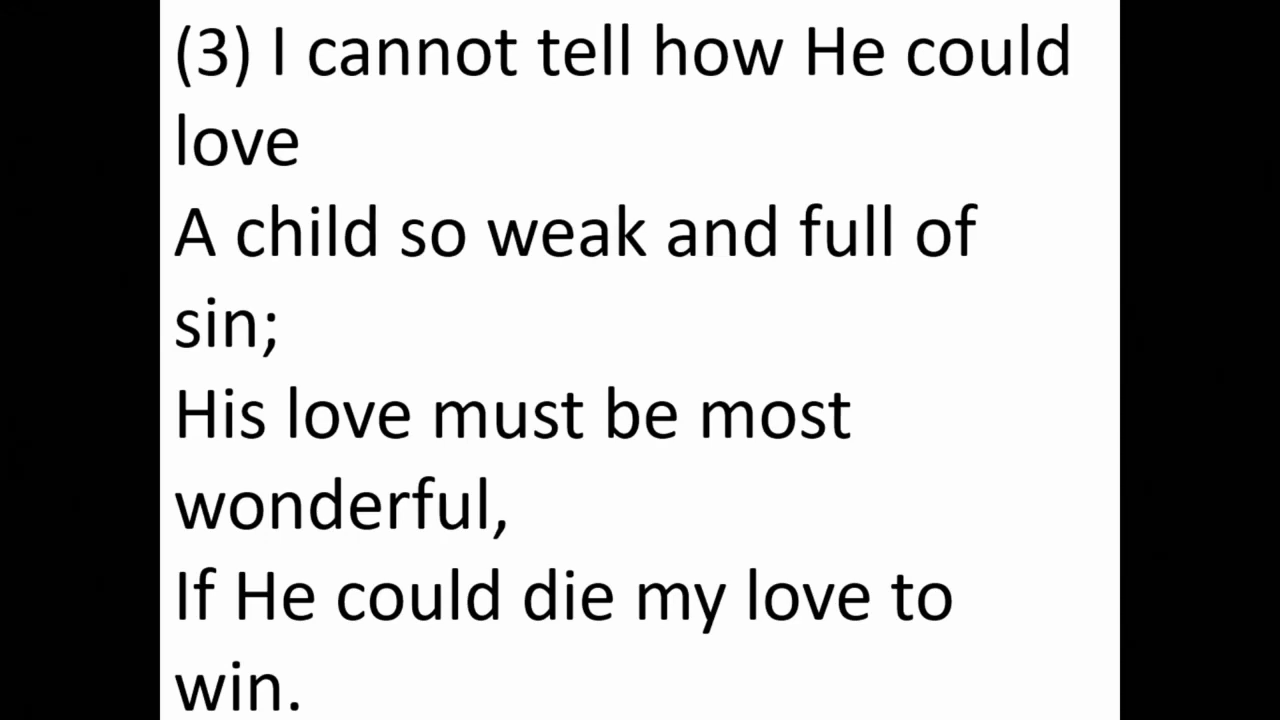 (3) I cannot tell how He could
love
A child so weak and full of
sin;
His love must be most
wonderful,
If He could die my love to
win.